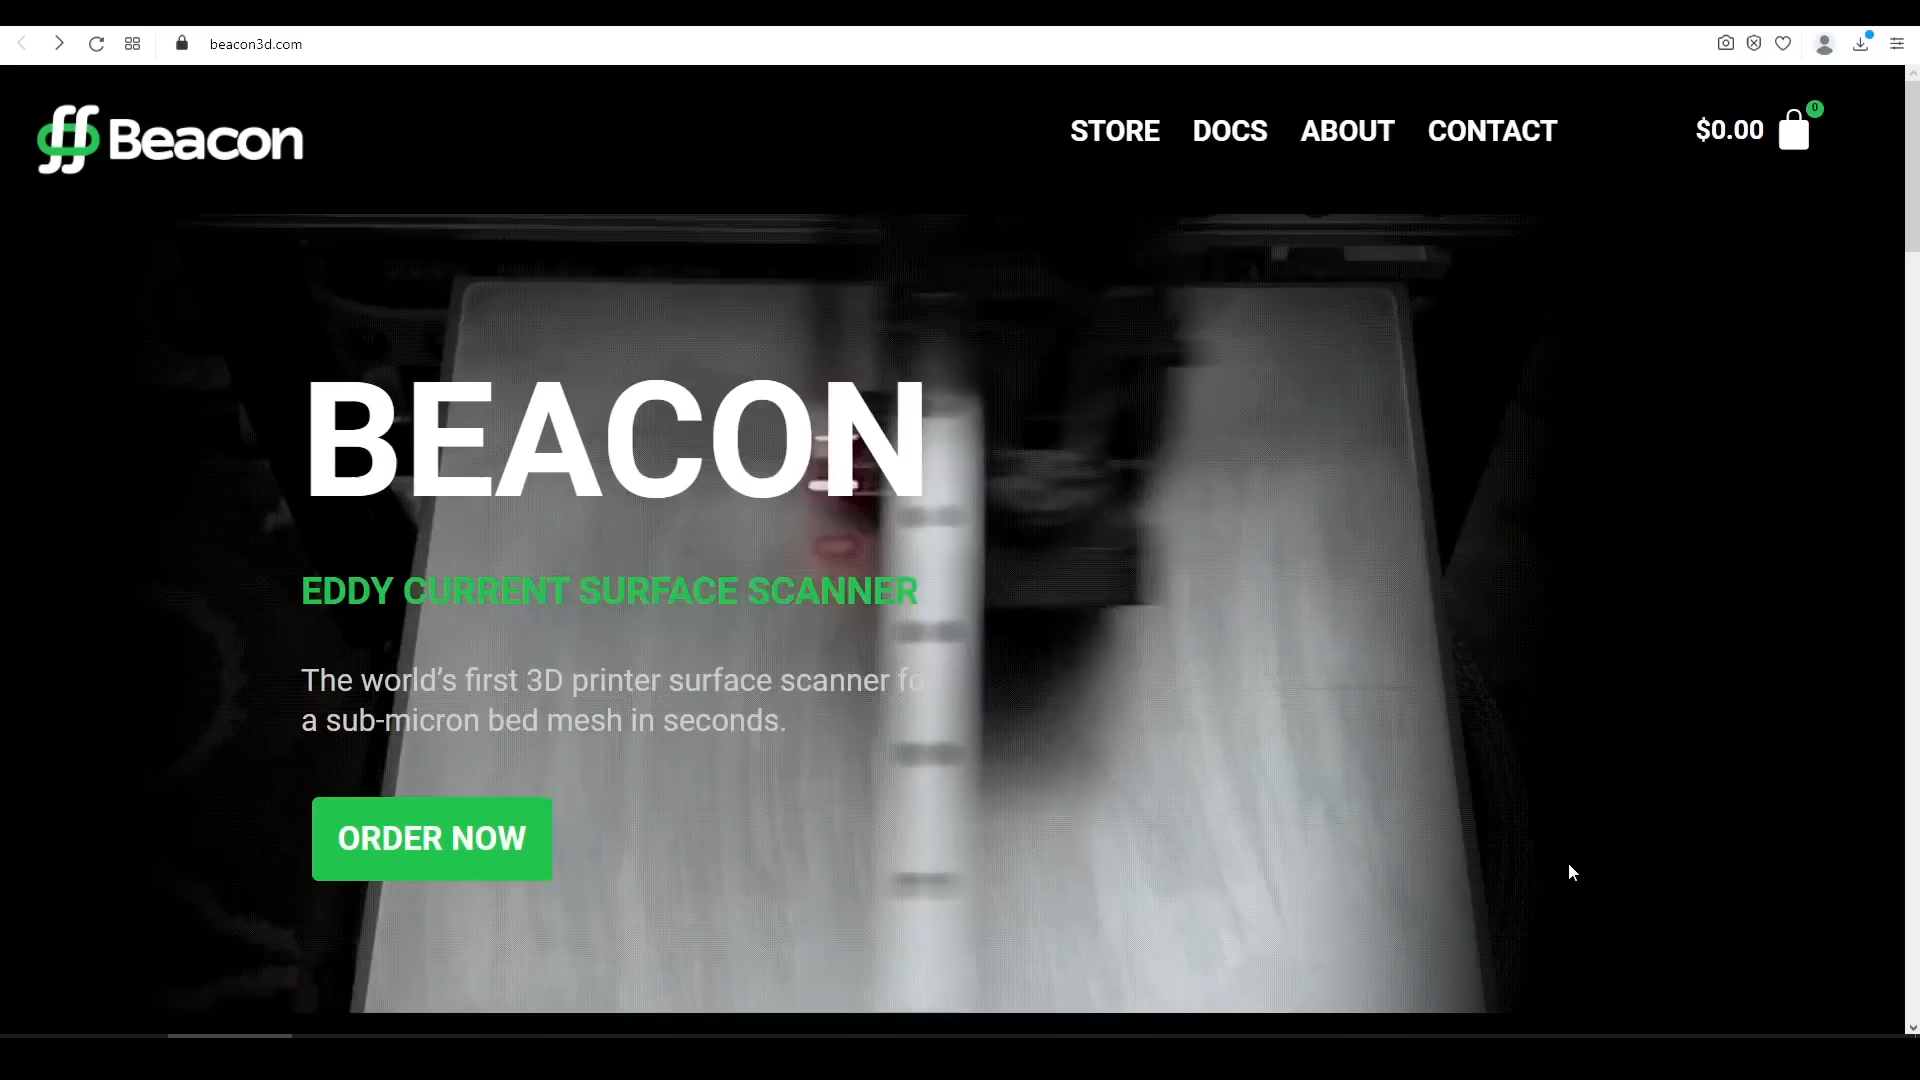 beacon3d.com
Beacon
STORE DOCS ABOUT CONTACT
$0.00
0
BEACON
EDDY CURRENT SURFACE SCANNER
The world’s first 3D printer surface scanner for
a sub-micron bed mesh in seconds.
ORDER NOW